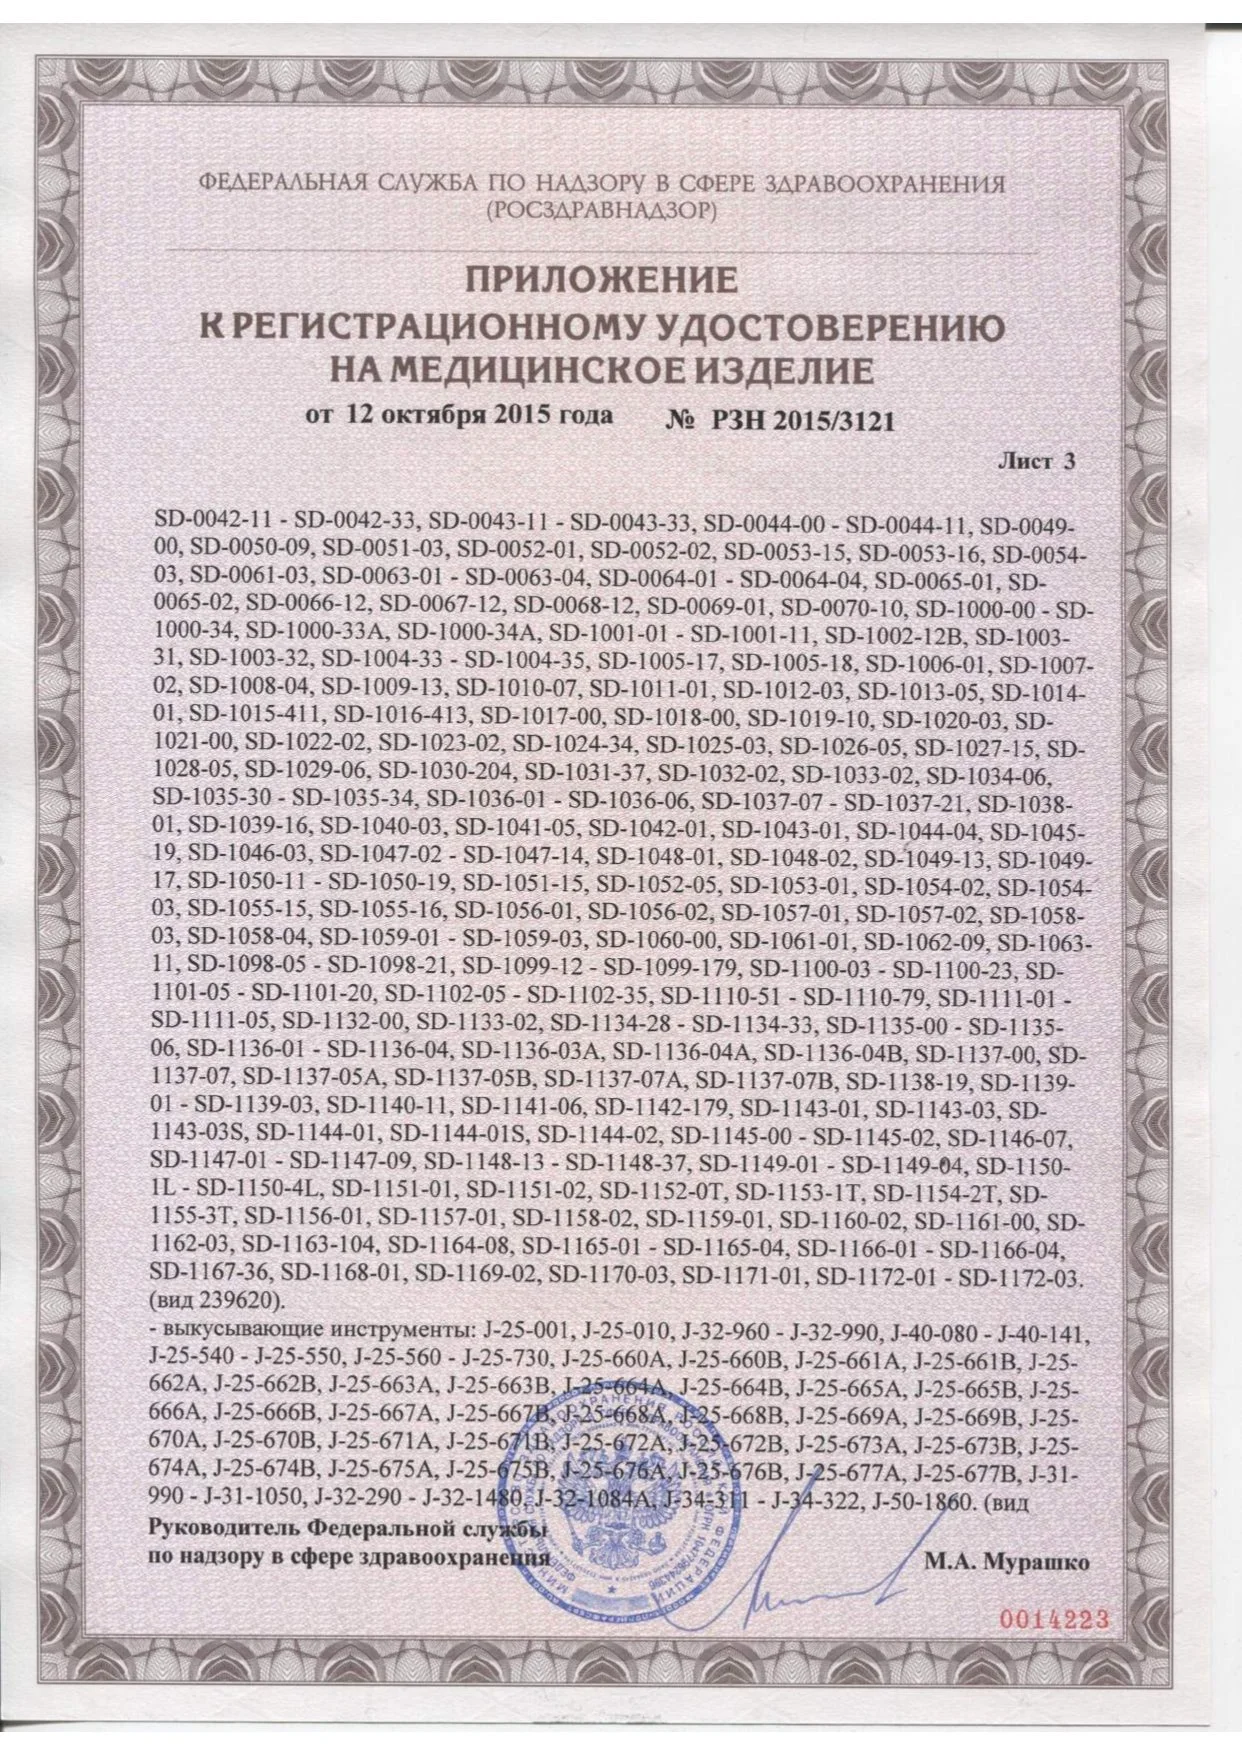 ФЕДЕРАЛЬНАЯ СЛУЖБА ПО НАДЗОРУ В СФЕРЕ ЗДРАВООХРАНЕНИЯ
(РОСЗДРАВНАДЗОР)
ПРИЛОЖЕНИЕ
К РЕГИСТРАЦИОННОМУ УДОСТОВЕРЕНИЮ
НА МЕДИЦИНСКОЕ ИЗДЕЛИЕ
от 12 октября 2015 года № РЗН 2015/3121
Лист 3
SD-0042-11 - SD-0042-33, SD-0043-11 - SD-0043-33, SD-0044-00 - SD-0044-11, SD-0049-
00, SD-0050-09, SD-0051-03, SD-0052-01, SD-0052-02, SD-0053-15, SD-0053-16, SD-0054-
03, SD-0061-03, SD-0063-01 - SD-0063-04, SD-0064-01 - SD-0064-04, SD-0065-01, SD-
0065-02, SD-0066-12, SD-0067-12, SD-0068-12, SD-0069-01, SD-0070-10, SD-1000-00 - SD-
1000-34, SD-1000-33A, SD-1000-34A, SD-1001-01 - SD-1001-11, SD-1002-12B, SD-1003-
31, SD-1003-32, SD-1004-33 - SD-1004-35, SD-1005-17, SD-1005-18, SD-1006-01, SD-1007-
02, SD-1008-04, SD-1009-13, SD-1010-07, SD-1011-01, SD-1012-03, SD-1013-05, SD-1014-
01, SD-1015-411, SD-1016-413, SD-1017-00, SD-1018-00, SD-1019-10, SD-1020-03, SD-
1021-00, SD-1022-02, SD-1023-02, SD-1024-34, SD-1025-03, SD-1026-05, SD-1027-15, SD-
1028-05, SD-1029-06, SD-1030-204, SD-1031-37, SD-1032-02, SD-1033-02, SD-1034-06,
SD-1035-30 - SD-1035-34, SD-1036-01 - SD-1036-06, SD-1037-07 - SD-1037-21, SD-1038-
01, SD-1039-16, SD-1040-03, SD-1041-05, SD-1042-01, SD-1043-01, SD-1044-04, SD-1045-
19, SD-1046-03, SD-1047-02 - SD-1047-14, SD-1048-01, SD-1048-02, SD-1049-13, SD-1049-
17, SD-1050-11 - SD-1050-19, SD-1051-15, SD-1052-05, SD-1053-01, SD-1054-02, SD-1054-
03, SD-1055-15, SD-1055-16, SD-1056-01, SD-1056-02, SD-1057-01, SD-1057-02, SD-1058-
03, SD-1058-04, SD-1059-01 - SD-1059-03, SD-1060-00, SD-1061-01, SD-1062-09, SD-1063-
11, SD-1098-05 - SD-1098-21, SD-1099-12 - SD-1099-179, SD-1100-03 - SD-1100-23, SD-
1101-05 - SD-1101-20, SD-1102-05 - SD-1102-35, SD-1110-51 - SD-1110-79, SD-1111-01 -
SD-1111-05, SD-1132-00, SD-1133-02, SD-1134-28 - SD-1134-33, SD-1135-00 - SD-1135-
06, SD-1136-01 - SD-1136-04, SD-1136-03A, SD-1136-04A, SD-1136-04B, SD-1137-00, SD-
1137-07, SD-1137-05A, SD-1137-05B, SD-1137-07A, SD-1137-07B, SD-1138-19, SD-1139-
01 - SD-1139-03, SD-1140-11, SD-1141-06, SD-1142-179, SD-1143-01, SD-1143-03, SD-
1143-03S, SD-1144-01, SD-1144-01S, SD-1144-02, SD-1145-00 - SD-1145-02, SD-1146-07,
SD-1147-01 - SD-1147-09, SD-1148-13 - SD-1148-37, SD-1149-01 - SD-1149-04, SD-1150-
1L - SD-1150-4L, SD-1151-01, SD-1151-02, SD-1152-0T, SD-1153-1T, SD-1154-2T, SD-
1155-3T, SD-1156-01, SD-1157-01, SD-1158-02, SD-1159-01, SD-1160-02, SD-1161-00, SD-
1162-03, SD-1163-104, SD-1164-08, SD-1165-01 - SD-1165-04, SD-1166-01 - SD-1166-04,
SD-1167-36, SD-1168-01, SD-1169-02, SD-1170-03, SD-1171-01, SD-1172-01 - SD-1172-03.
(вид 239620).
- выкусывающие инструменты: J-25-001, J-25-010, J-32-960 - J-32-990, J-40-080 - J-40-141,
J-25-540 - J-25-550, J-25-560 - J-25-730, J-25-660A, J-25-660B, J-25-661A, J-25-661B, J-25-
662A, J-25-662B, J-25-663A, J-25-663B, J-25-664A, J-25-664B, J-25-665A, J-25-665B, J-25-
666A, J-25-666B, J-25-667A, J-25-667B, J-25-668A, J-25-668B, J-25-669A, J-25-669B, J-25-
670A, J-25-670B, J-25-671A, J-25-671B, J-25-672A, J-25-672B, J-25-673A, J-25-673B, J-25-
674A, J-25-674B, J-25-675A, J-25-675B, J-25-676A, J-25-676B, J-25-677A, J-25-677B, J-31-
990 - J-31-1050, J-32-290 - J-32-1480, J-32-1084A, J-34-311 - J-34-322, J-50-1860. (вид
Руководитель Федеральной службы
по надзору в сфере здравоохранения
М.А. Мурашко
0014223